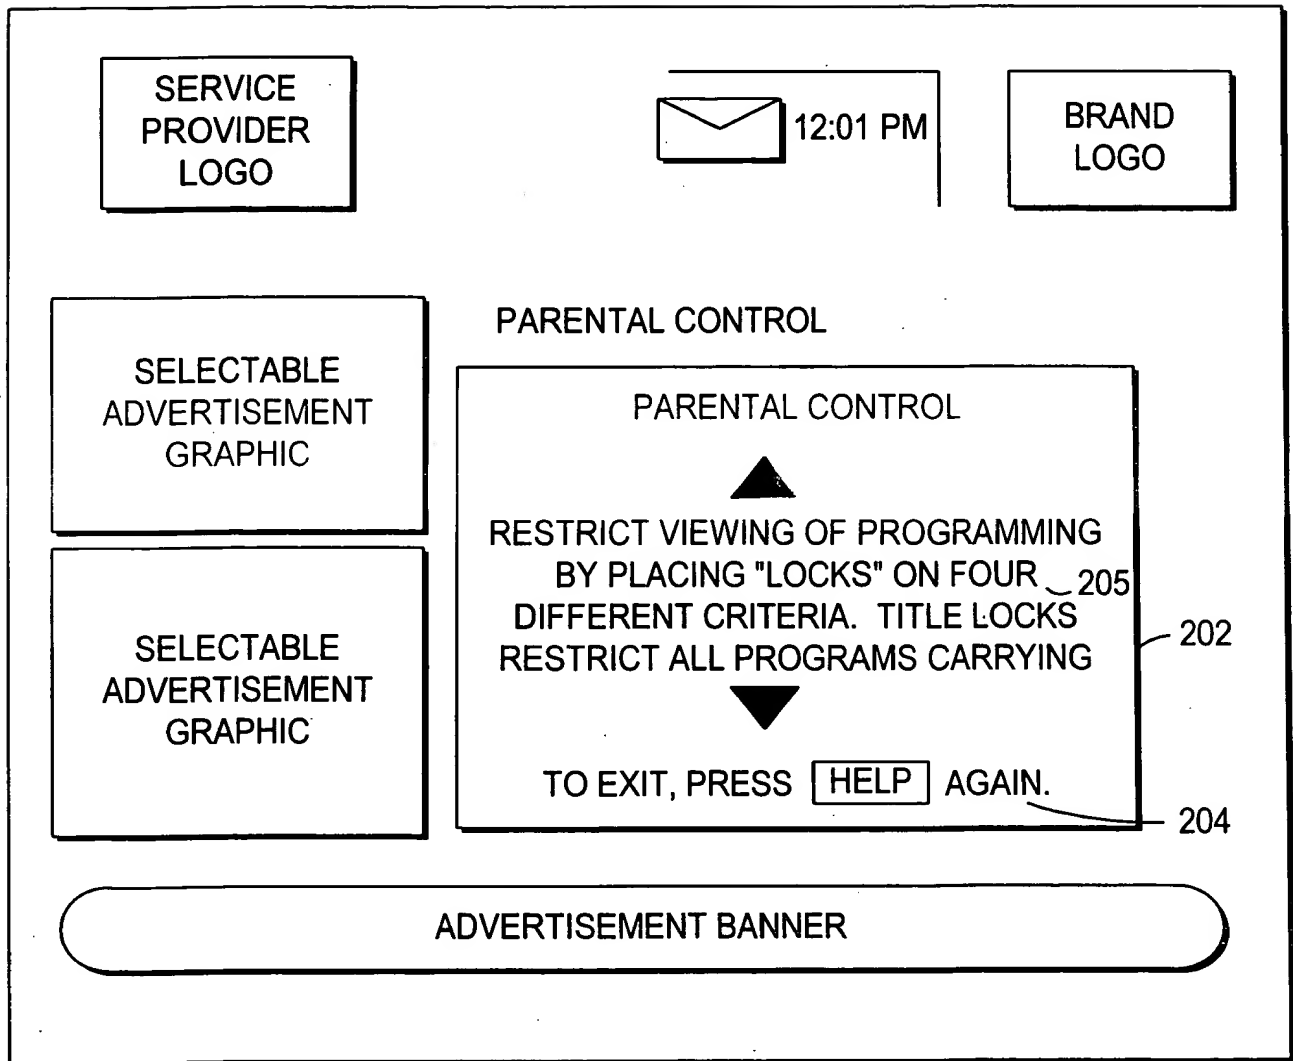 SERVICE
PROVIDER
LOGO
12:01 PM
BRAND
LOGO
SELECTABLE
ADVERTISEMENT
GRAPHIC
SELECTABLE
ADVERTISEMENT
GRAPHIC
PARENTAL CONTROL
PARENTAL CONTROL
RESTRICT VIEWING OF PROGRAMMING
BY PLACING "LOCKS" ON FOUR
205
DIFFERENT CRITERIA. TITLE LOCKS
202
RESTRICT ALL PROGRAMS CARRYING
TO EXIT, PRESS HELP AGAIN.
204
ADVERTISEMENT BANNER